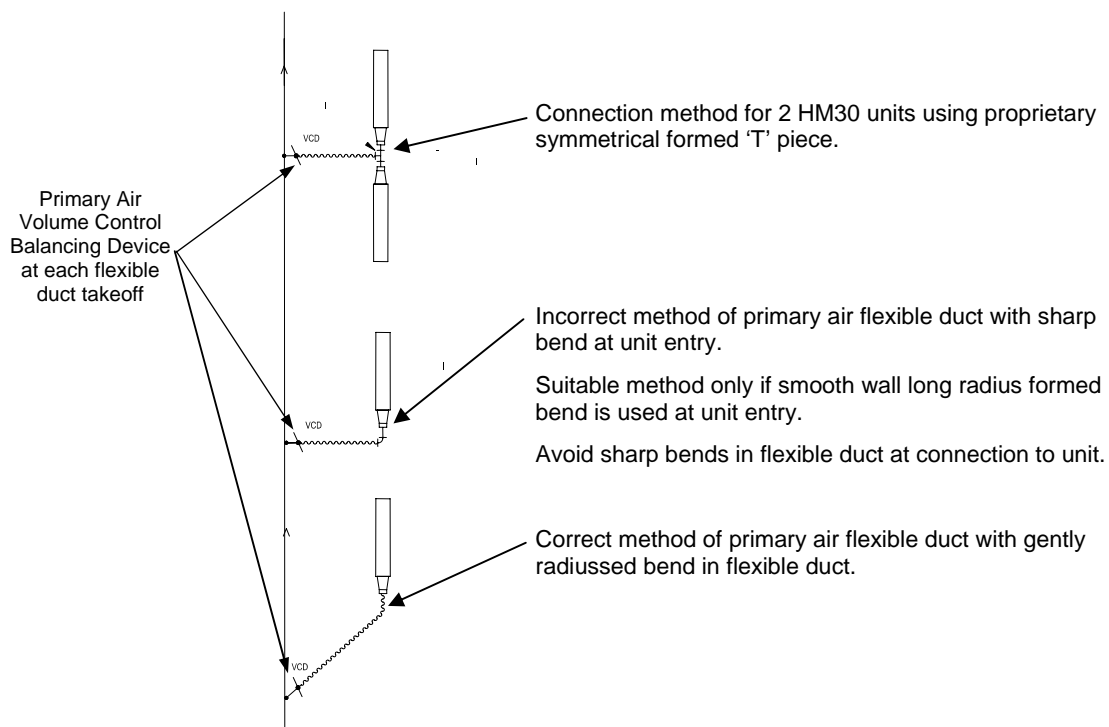 Connection method for 2 HM30 units using proprietary
symmetrical formed ‘T’ piece.
VCD
Primary Air
Volume Control
Balancing Device
at each flexible
duct takeoff
Incorrect method of primary air flexible duct with sharp
bend at unit entry.
Suitable method only if smooth wall long radius formed
bend is used at unit entry.
Avoid sharp bends in flexible duct at connection to unit.
VCD
Correct method of primary air flexible duct with gently
radiussed bend in flexible duct.
VCD